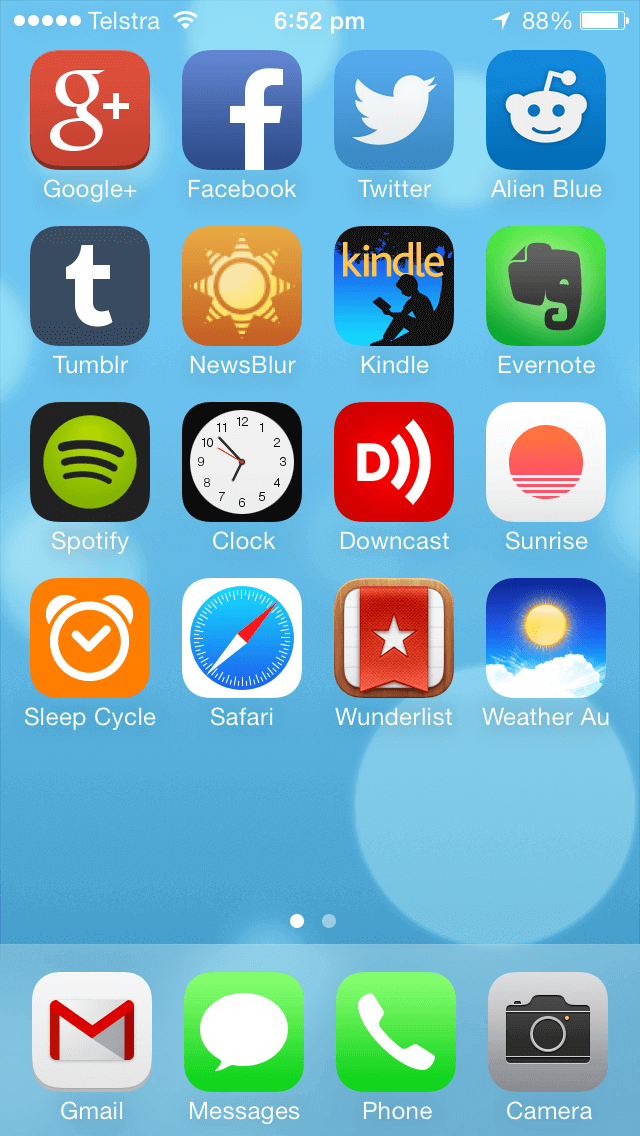 Telstra 6:52 pm 88%
g+ f
Google+ Facebook Twitter Alien Blue
t kindle
Tumblr NewsBlur Kindle Evernote
12
11 1
10 2
9 3
8 4
7 5
6
D
Spotify Clock Downcast Sunrise
Sleep Cycle Safari Wunderlist Weather Au
Gmail Messages Phone Camera